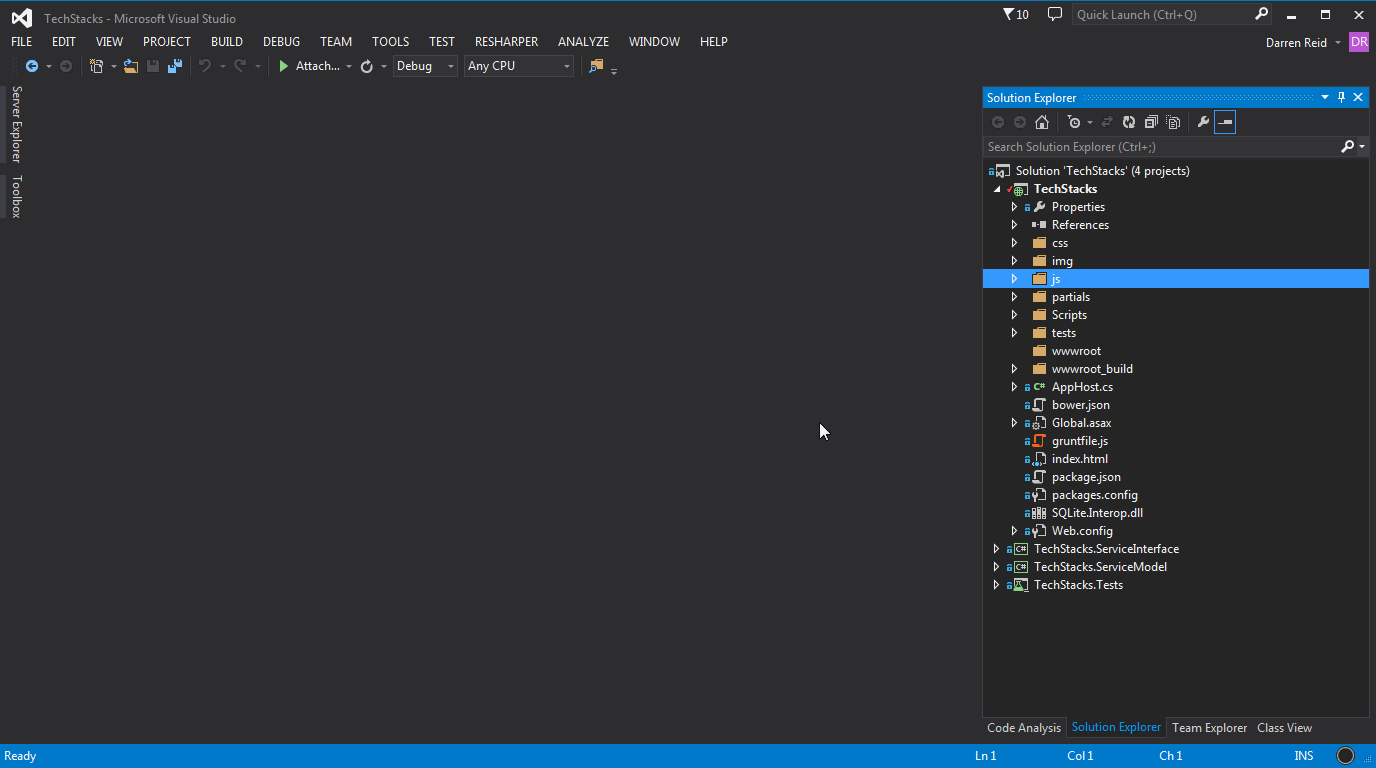 TechStacks - Microsoft Visual Studio
10
Quick Launch (Ctrl+Q)
FILE EDIT VIEW PROJECT BUILD DEBUG TEAM TOOLS TEST RESHARPER ANALYZE WINDOW HELP
Darren Reid
DR
Attach...
Debug
Any CPU
Server Explorer
Toolbox
Solution Explorer
Search Solution Explorer (Ctrl+;)
Solution 'TechStacks' (4 projects)
TechStacks
Properties
References
css
img
js
partials
Scripts
tests
wwwroot
wwwroot_build
C# AppHost.cs
bower.json
Global.asax
gruntfile.js
index.html
package.json
packages.config
SQLite.Interop.dll
Web.config
C# TechStacks.ServiceInterface
C# TechStacks.ServiceModel
TechStacks.Tests
Code Analysis Solution Explorer Team Explorer Class View
Ready Ln 1 Col 1 Ch 1 INS